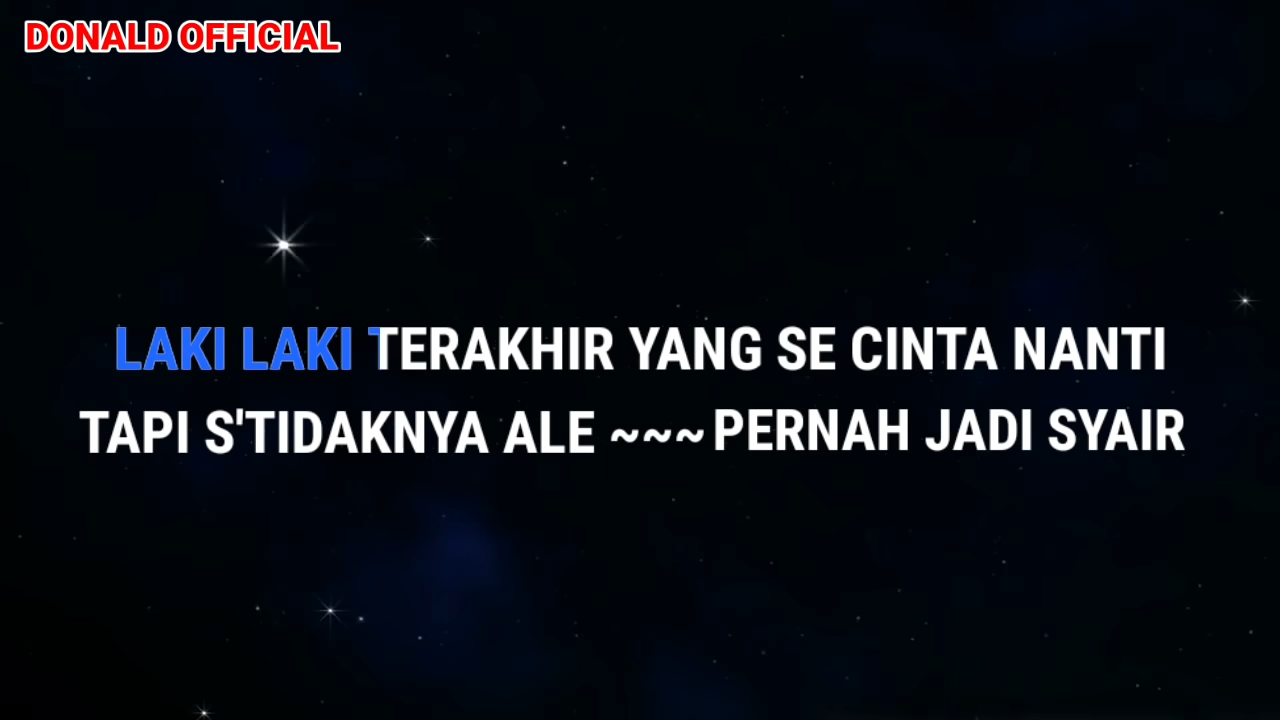 DONALD OFFICIAL
LAKI LAKI TERAKHIR YANG SE CINTA NANTI
TAPI S'TIDAKNYA ALE ~~~ PERNAH JADI SYAIR